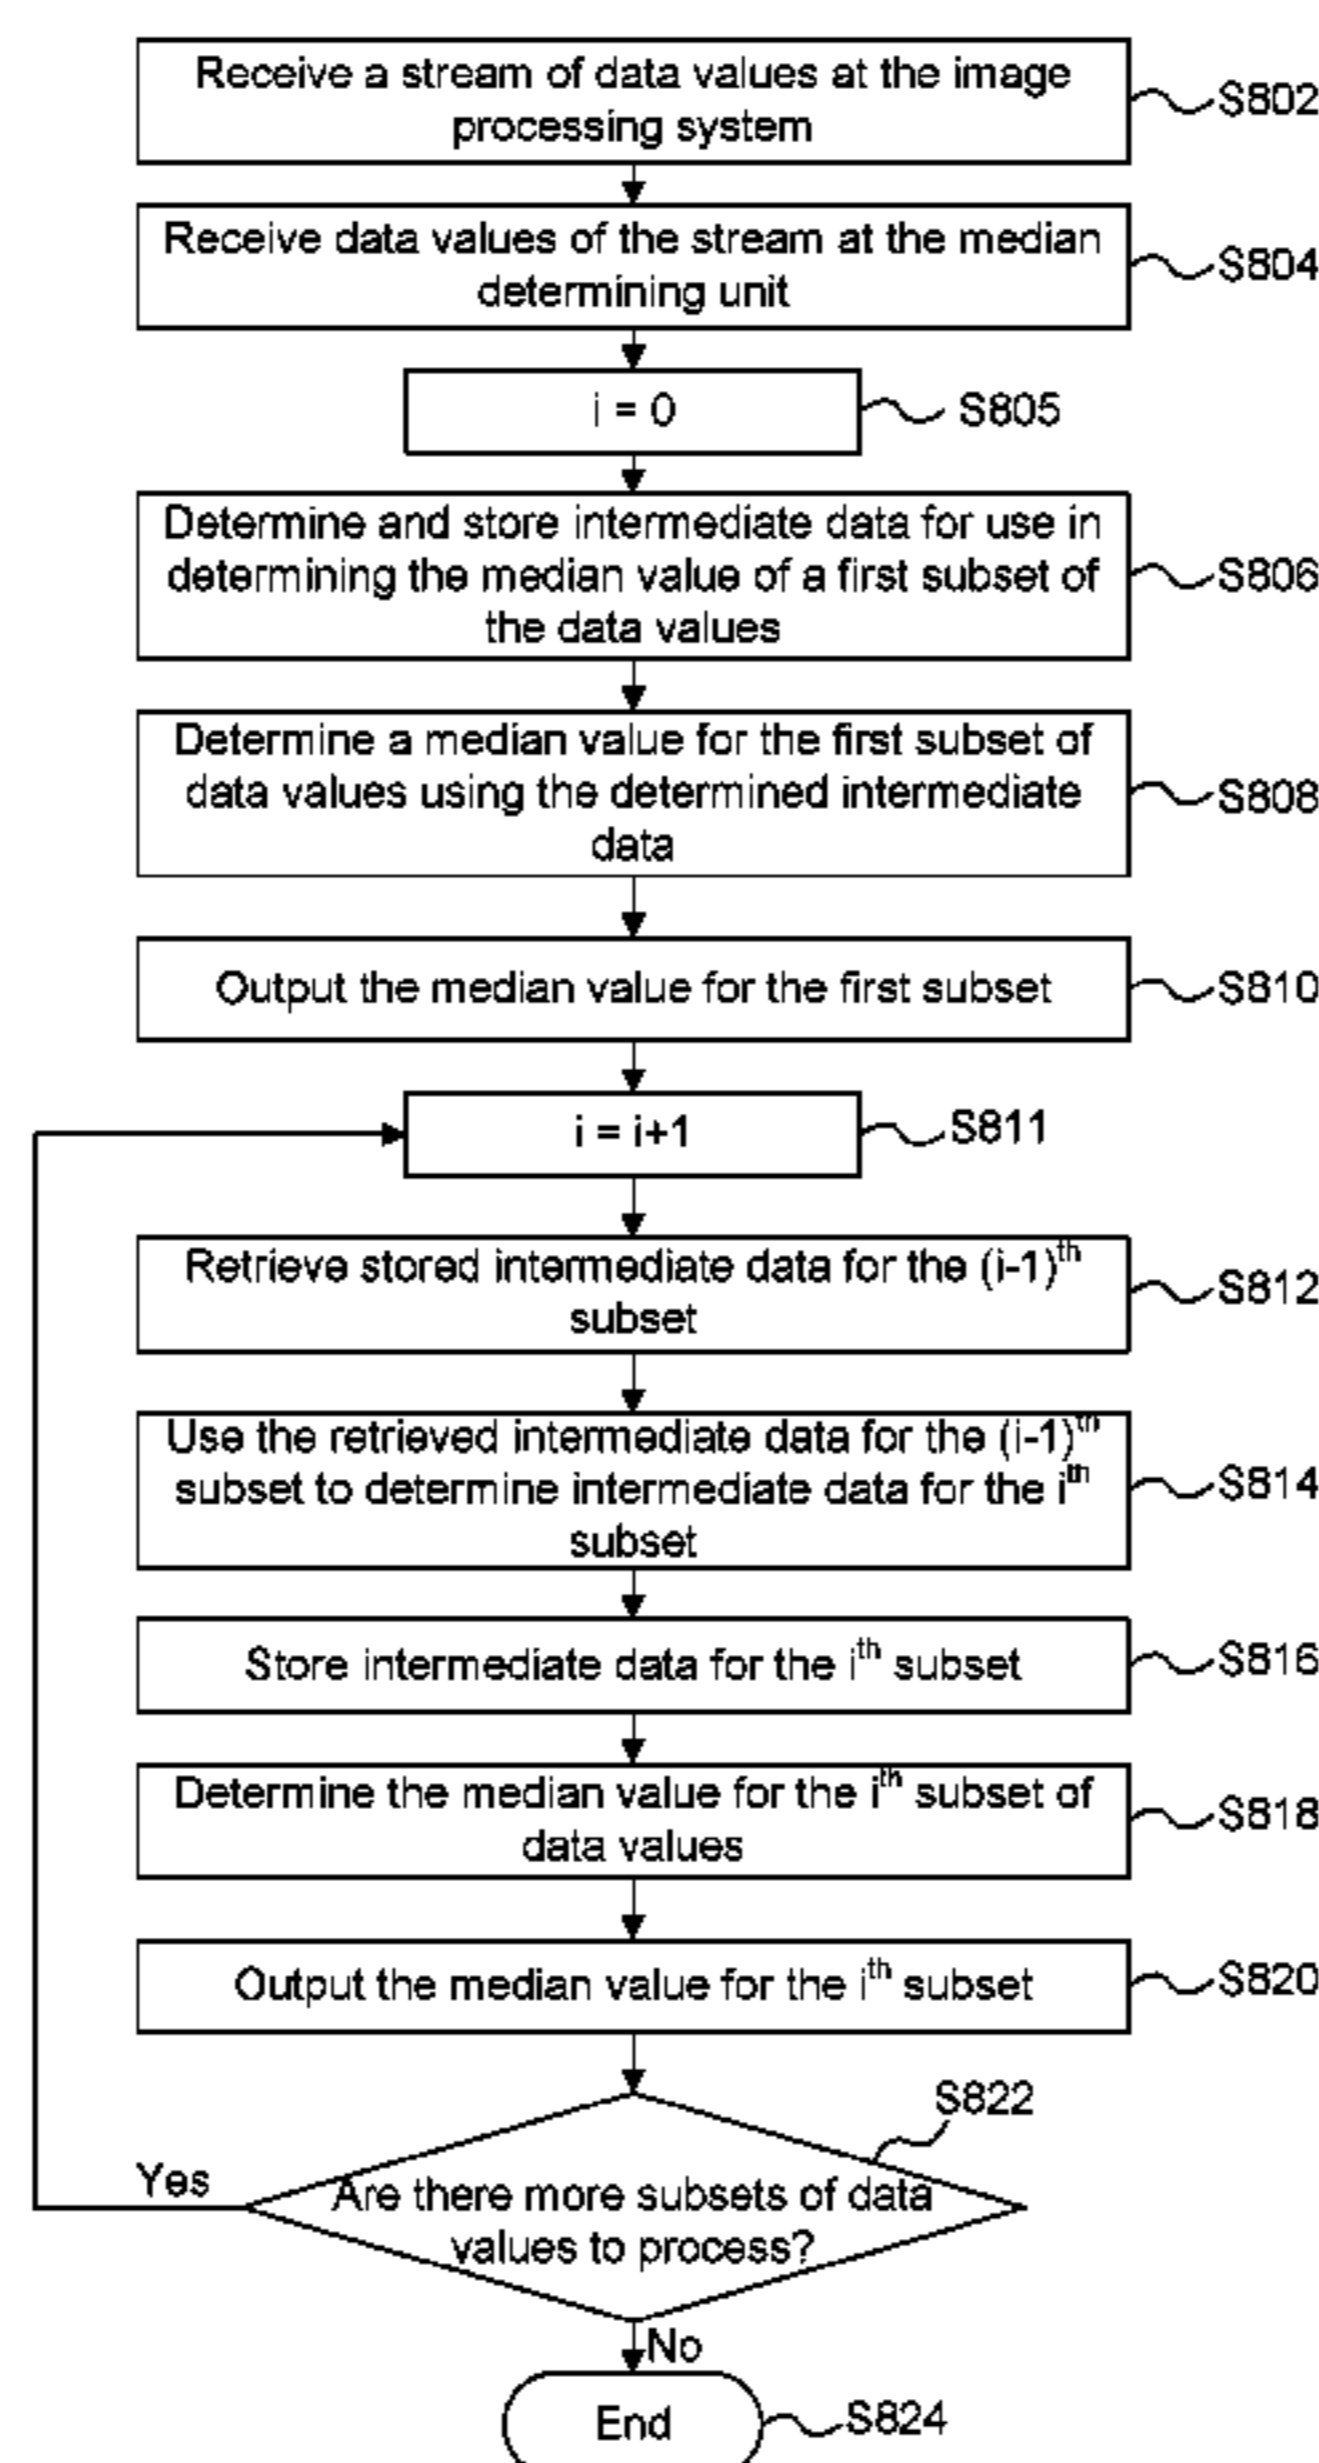 Receive a stream of data values at the image
processing system
S802
Receive data values of the stream at the median
determining unit
S804
i = 0
S805
Determine and store intermediate data for use in
determining the median value of a first subset of
the data values
S806
Determine a median value for the first subset of
data values using the determined intermediate
data
S808
Output the median value for the first subset
S810
i = i+1
S811
Retrieve stored intermediate data for the (i-1)th
subset
S812
Use the retrieved intermediate data for the (i-1)th
subset to determine intermediate data for the ith
subset
S814
Store intermediate data for the ith subset
S816
Determine the median value for the ith subset of
data values
S818
Output the median value for the ith subset
S820
S822
Yes
Are there more subsets of data
values to process?
No
End
S824